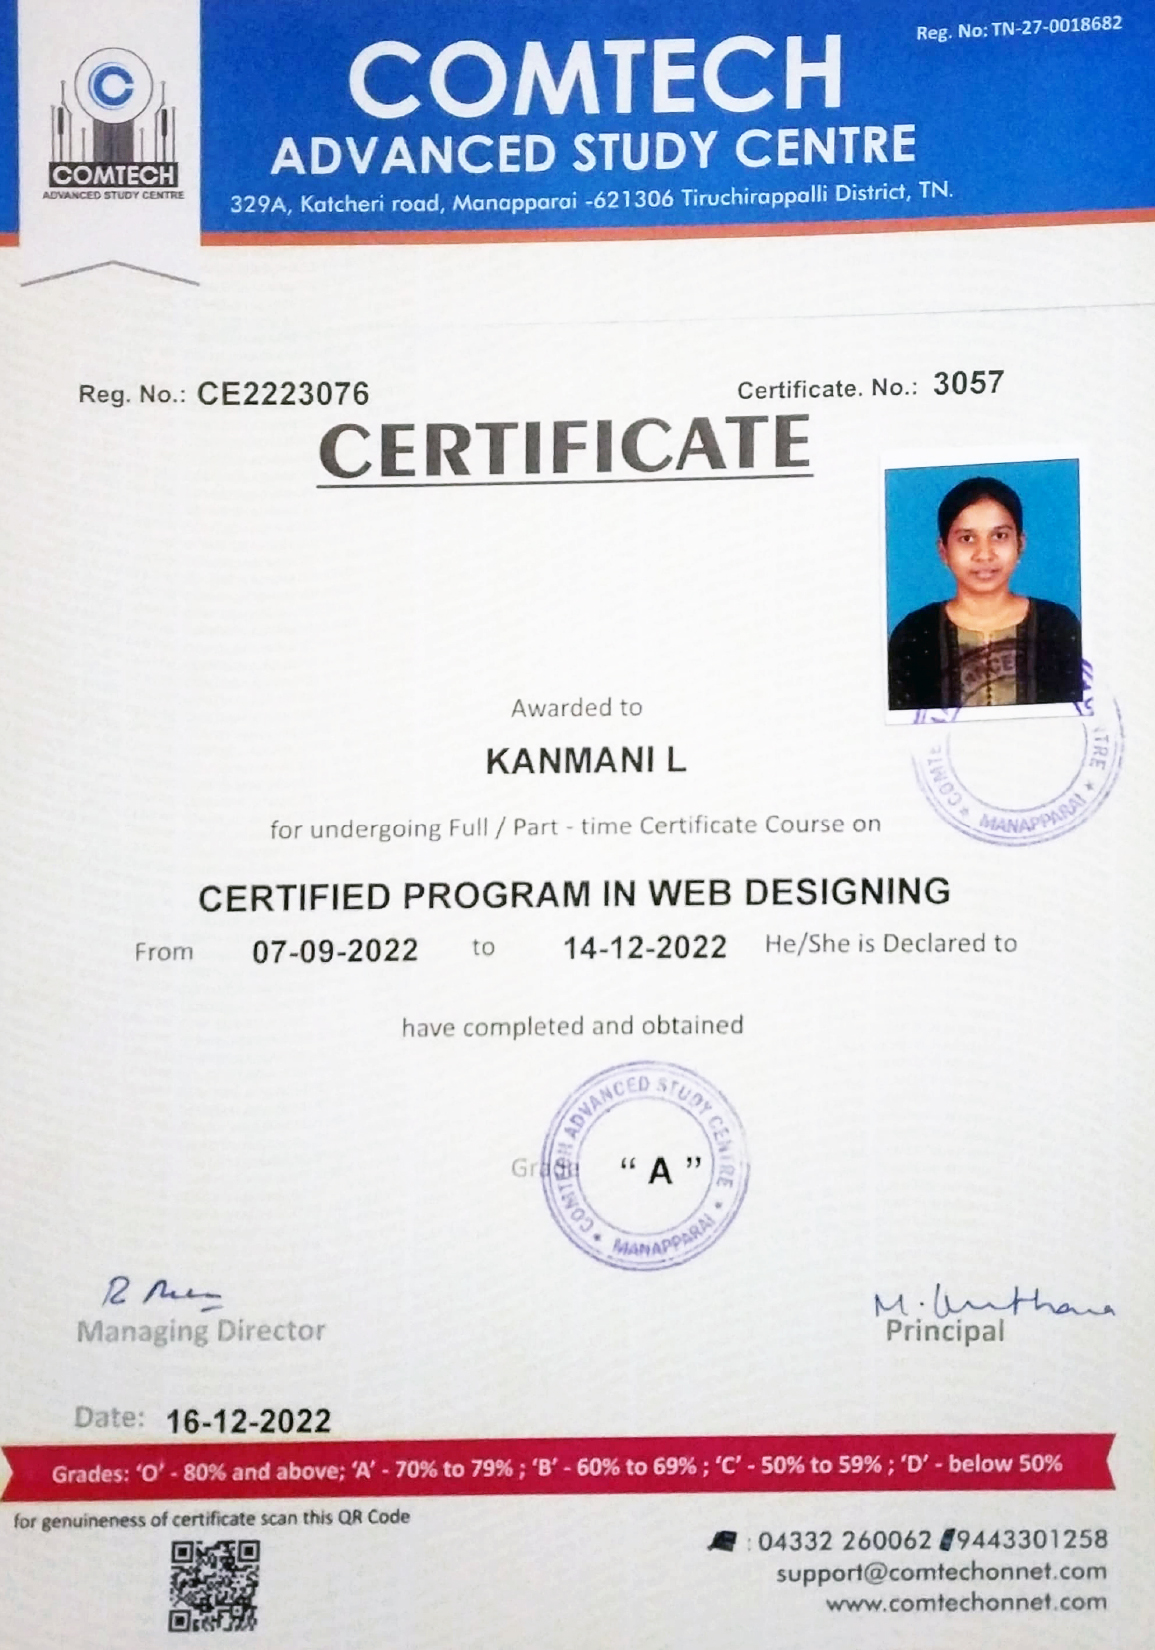 Reg. No: TN-27-0018682
COMTECH
ADVANCED STUDY CENTRE
329A, Katcheri road, Manapparai -621306 Tiruchirappalli District, TN.
COMTECH
ADVANCED STUDY CENTRE
Reg. No.: CE2223076
Certificate. No.: 3057
CERTIFICATE
Awarded to
KANMANI L
COMTE NCED ITRE * MANAPPARAI *
for undergoing Full / Part - time Certificate Course on
CERTIFIED PROGRAM IN WEB DESIGNING
From 07-09-2022 to 14-12-2022 He/She is Declared to
have completed and obtained
Grade “ A ”
COMTECH ADVANCED STUDY CENTRE * MANAPPARAI *
Managing Director
Principal
Date: 16-12-2022
Grades: ‘O’ - 80% and above; ‘A’ - 70% to 79% ; ‘B’ - 60% to 69% ; ‘C’ - 50% to 59% ; ‘D’ - below 50%
for genuineness of certificate scan this QR Code
: 04332 260062 9443301258
support@comtechonnet.com
www.comtechonnet.com